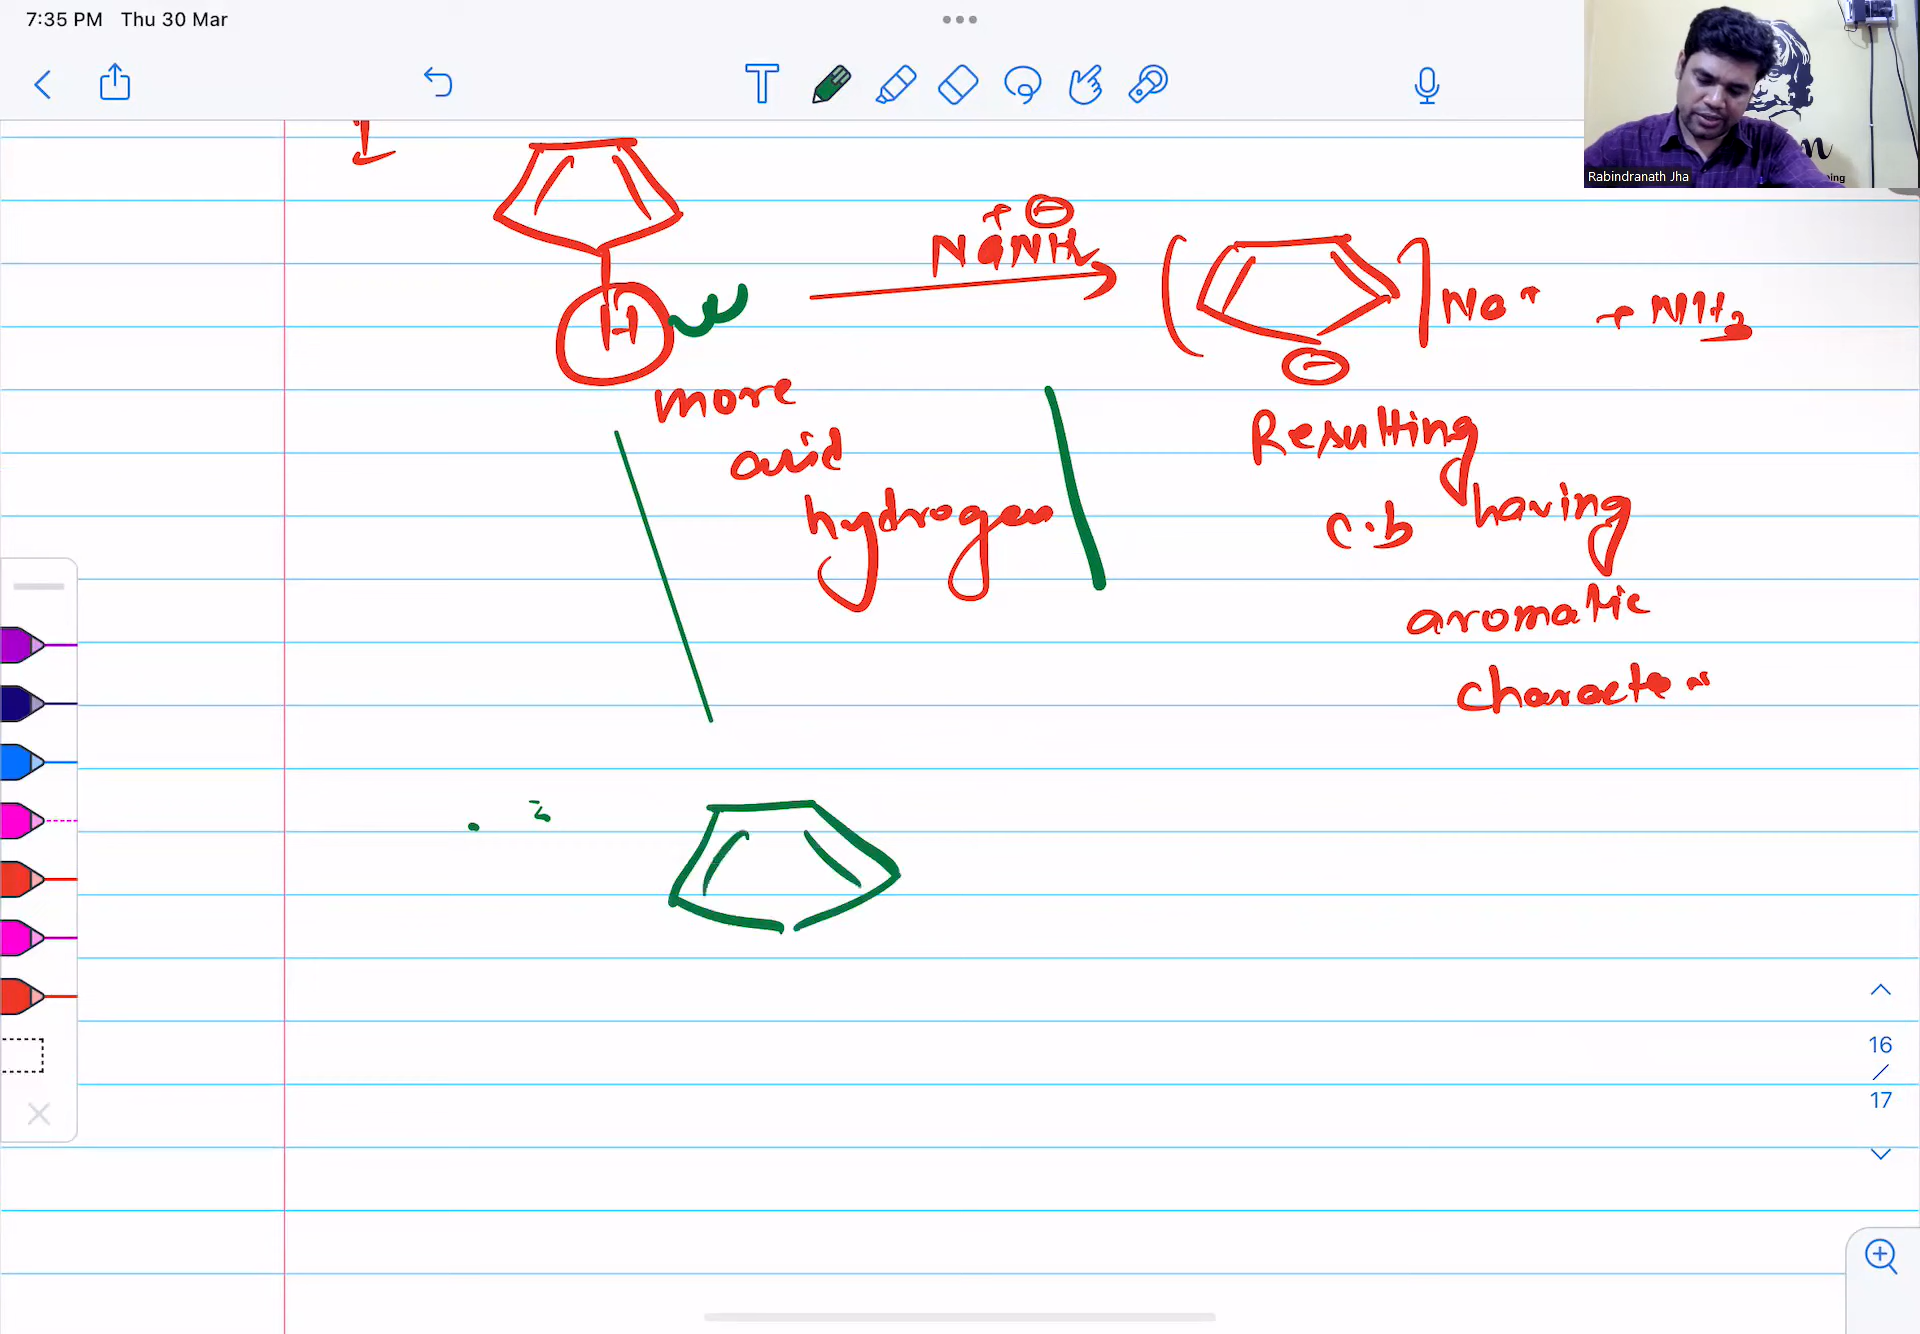 7:35 PM Thu 30 Mar
Rabindranath Jha
+ ⊖
NaNH2
H
Na+ + NH3
⊖
more
acid
hydrogen
Resulting
c.b having
aromatic
character
16
/
17